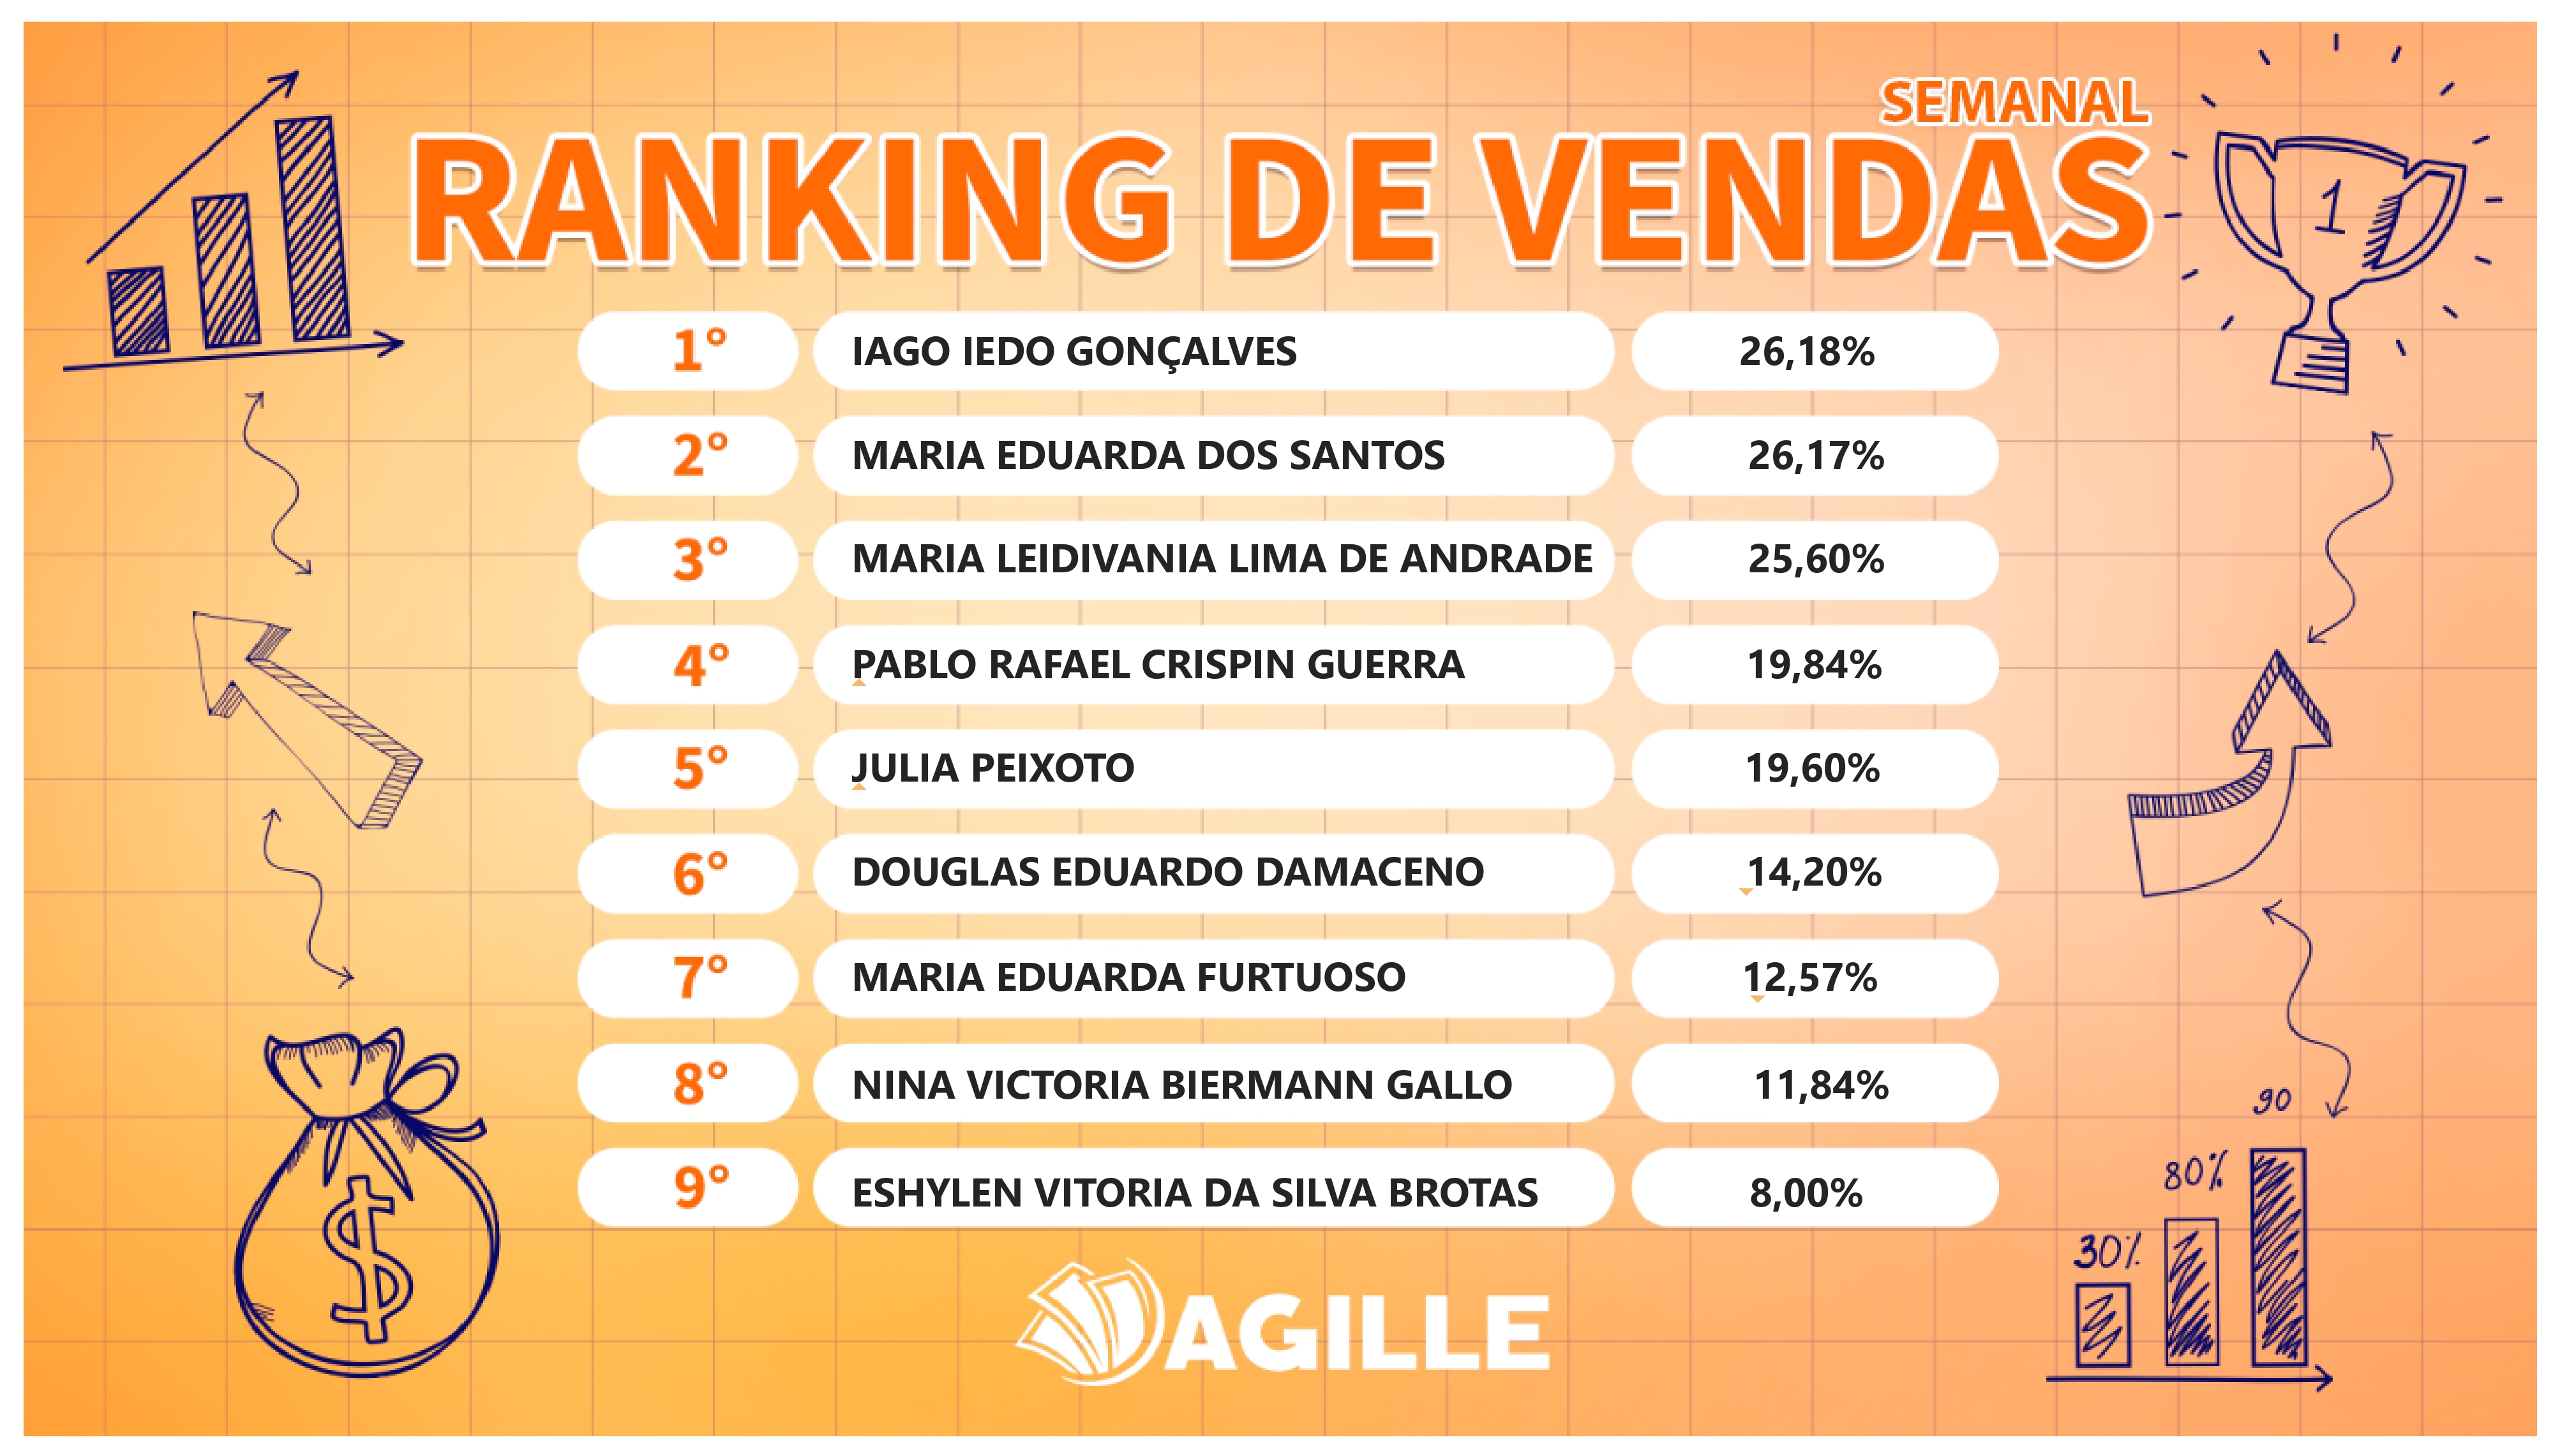 SEMANAL
RANKING DE VENDAS
1
1° IAGO IEDO GONÇALVES 26,18%
2° MARIA EDUARDA DOS SANTOS 26,17%
3° MARIA LEIDIVANIA LIMA DE ANDRADE 25,60%
4° PABLO RAFAEL CRISPIN GUERRA 19,84%
5° JULIA PEIXOTO 19,60%
6° DOUGLAS EDUARDO DAMACENO 14,20%
7° MARIA EDUARDA FURTUOSO 12,57%
8° NINA VICTORIA BIERMANN GALLO 11,84%
9° ESHYLEN VITORIA DA SILVA BROTAS 8,00%
$
90
80%
30%
AGILLE